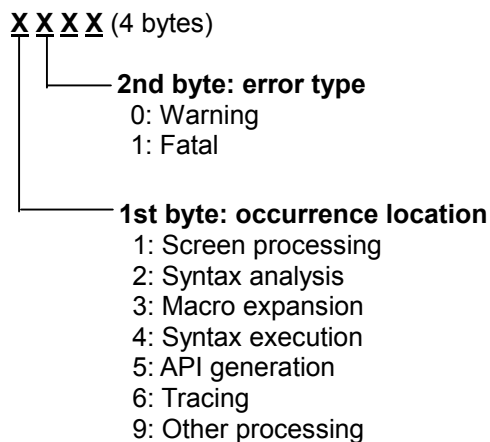 X X X X (4 bytes)
2nd byte: error type
0: Warning
1: Fatal
1st byte: occurrence location
1: Screen processing
2: Syntax analysis
3: Macro expansion
4: Syntax execution
5: API generation
6: Tracing
9: Other processing